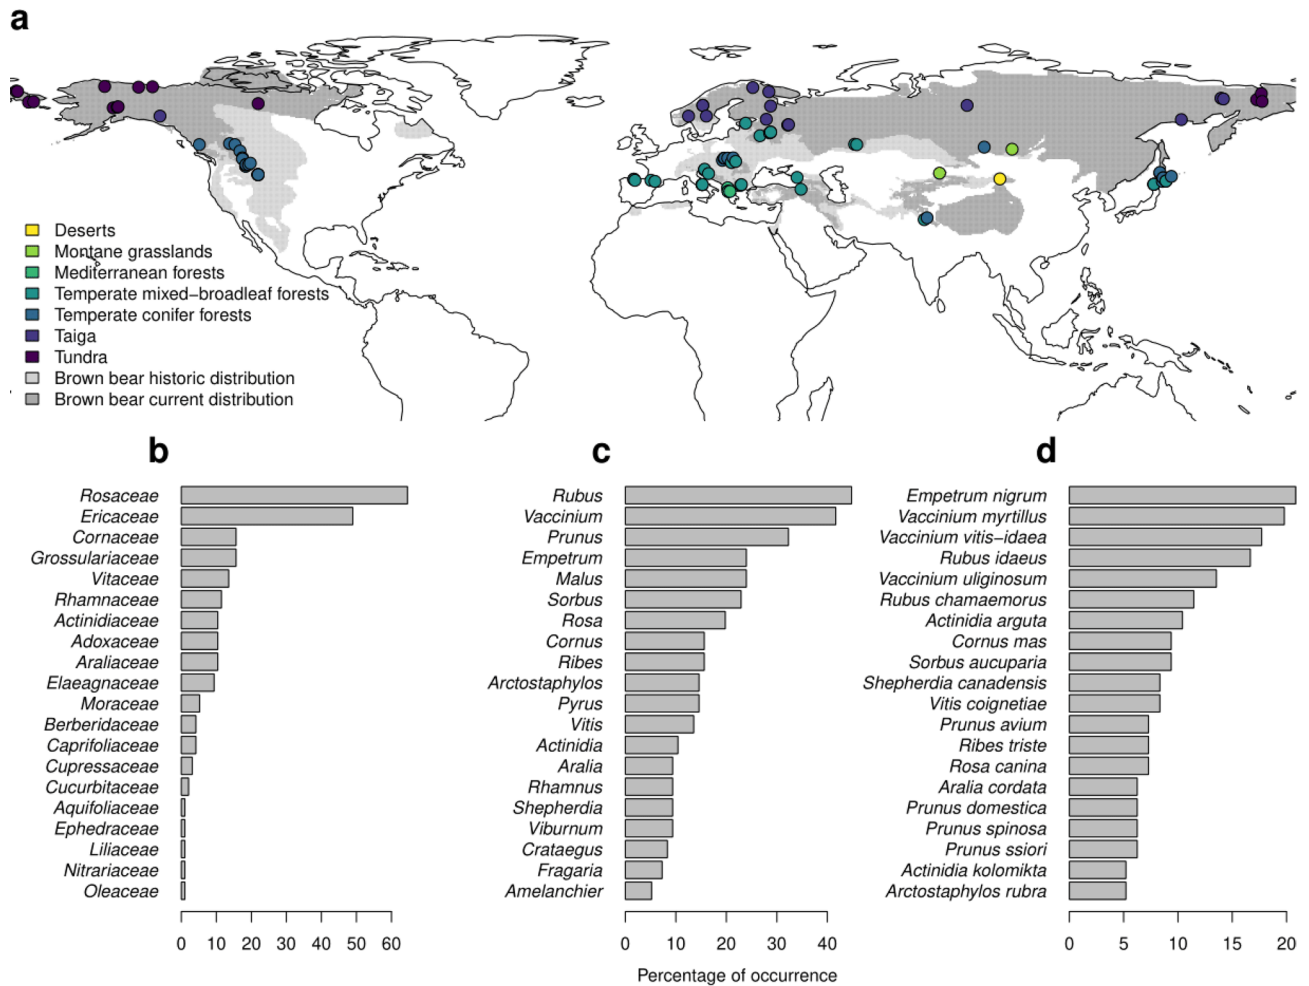 a
Deserts
Montane grasslands
Mediterranean forests
Temperate mixed−broadleaf forests
Temperate conifer forests
Taiga
Tundra
Brown bear historic distribution
Brown bear current distribution
b
Rosaceae
Ericaceae
Cornaceae
Grossulariaceae
Vitaceae
Rhamnaceae
Actinidiaceae
Adoxaceae
Araliaceae
Elaeagnaceae
Moraceae
Berberidaceae
Caprifoliaceae
Cupressaceae
Cucurbitaceae
Aquifoliaceae
Ephedraceae
Liliaceae
Nitrariaceae
Oleaceae
0 10 20 30 40 50 60
c
Rubus
Vaccinium
Prunus
Empetrum
Malus
Sorbus
Rosa
Cornus
Ribes
Arctostaphylos
Pyrus
Vitis
Actinidia
Aralia
Rhamnus
Shepherdia
Viburnum
Crataegus
Fragaria
Amelanchier
0 10 20 30 40
Percentage of occurrence
d
Empetrum nigrum
Vaccinium myrtillus
Vaccinium vitis−idaea
Rubus idaeus
Vaccinium uliginosum
Rubus chamaemorus
Actinidia arguta
Cornus mas
Sorbus aucuparia
Shepherdia canadensis
Vitis coignetiae
Prunus avium
Ribes triste
Rosa canina
Aralia cordata
Prunus domestica
Prunus spinosa
Prunus ssiori
Actinidia kolomikta
Arctostaphylos rubra
0 5 10 15 20